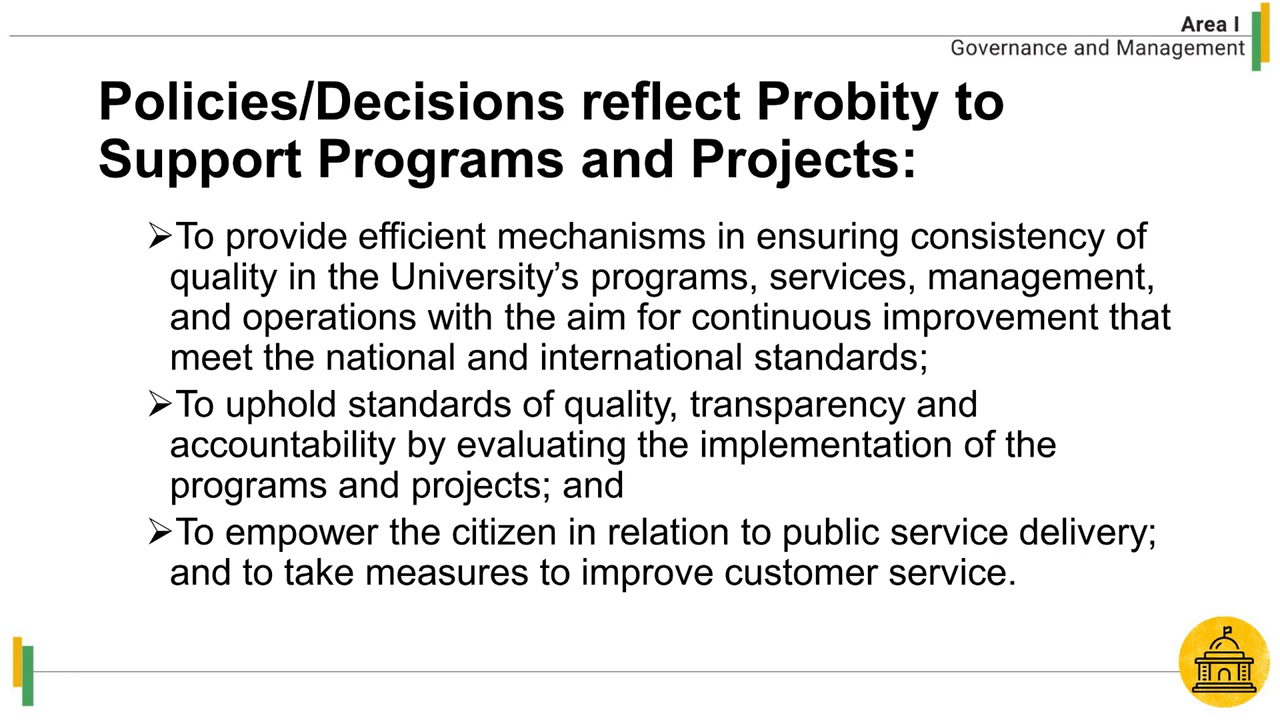 Area I
Governance and Management
Policies/Decisions reflect Probity to
Support Programs and Projects:
➢To provide efficient mechanisms in ensuring consistency of
quality in the University’s programs, services, management,
and operations with the aim for continuous improvement that
meet the national and international standards;
➢To uphold standards of quality, transparency and
accountability by evaluating the implementation of the
programs and projects; and
➢To empower the citizen in relation to public service delivery;
and to take measures to improve customer service.